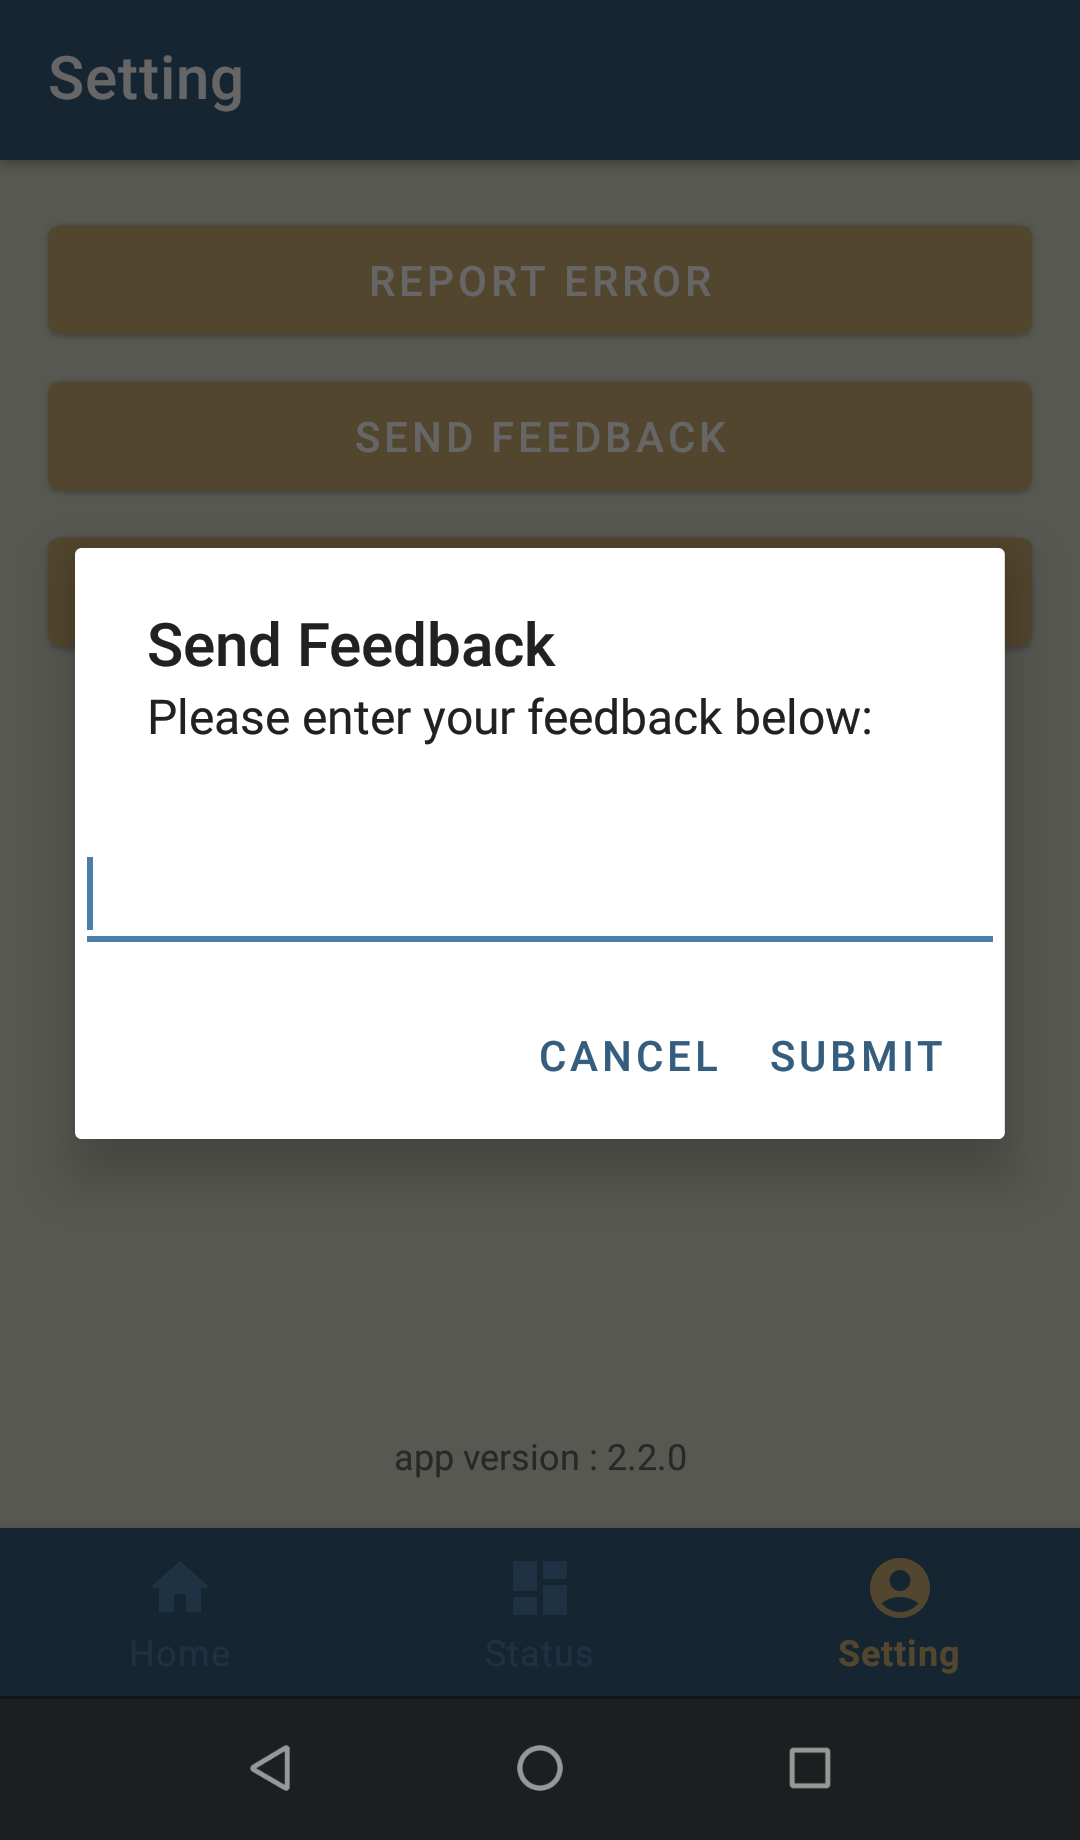 Setting
REPORT ERROR
SEND FEEDBACK
Send Feedback
Please enter your feedback below:
CANCEL SUBMIT
app version : 2.2.0
Home Status Setting